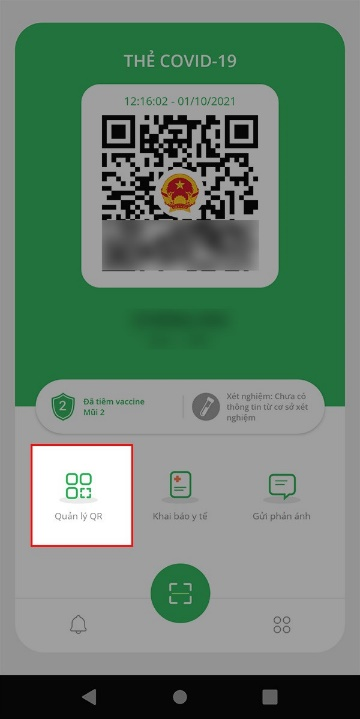 THẺ COVID-19
12:16:02 - 01/10/2021
2
Đã tiêm vaccine
Mũi 2
Xét nghiệm: Chưa có
thông tin từ cơ sở xét
nghiệm
Quản lý QR
Khai báo y tế
Gửi phản ánh